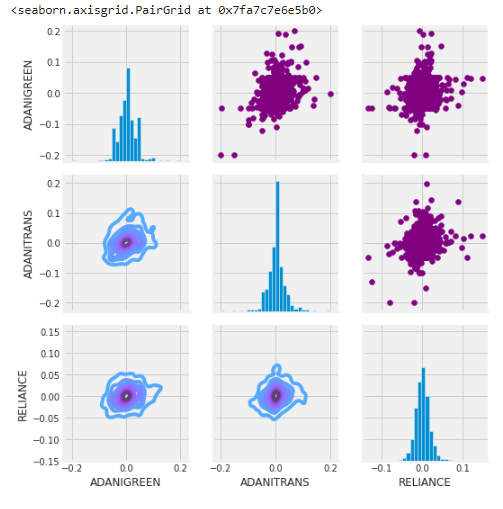 <seaborn.axisgrid.PairGrid at 0x7fa7c7e6e5b0>
ADANIGREEN
0.2
0.1
0.0
−0.1
−0.2
ADANITRANS
0.2
0.1
0.0
−0.1
−0.2
RELIANCE
0.15
0.10
0.05
0.00
−0.05
−0.10
−0.15
−0.2 0.0 0.2 −0.2 0.0 0.2 −0.1 0.0 0.1
ADANIGREEN ADANITRANS RELIANCE